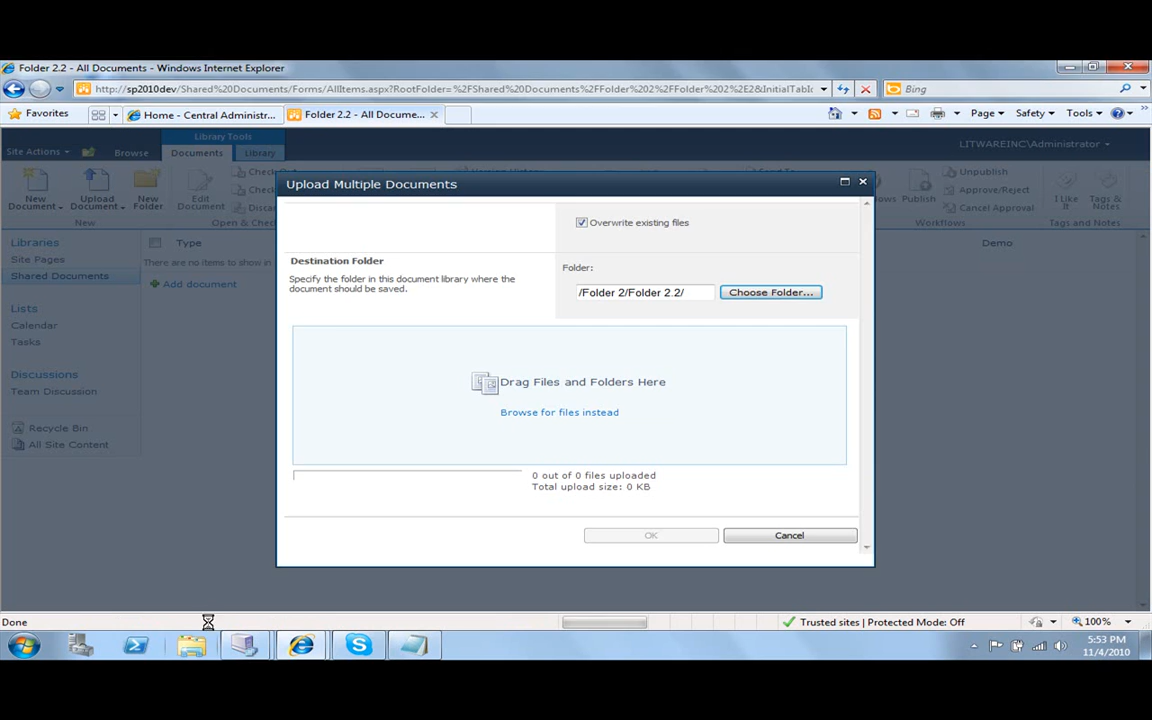 Folder 2.2 - All Documents - Windows Internet Explorer
http://sp2010dev/Shared%20Documents/Forms/AllItems.aspx?RootFolder=%2FShared%20Documents%2FFolder%202%2FFolder%202%2E2&InitialTabId
Bing
Favorites
Home - Central Administr...
Folder 2.2 - All Docume...
Page
Safety
Tools
Library Tools
Site Actions
Browse
Documents
Library
LITWAREINC\Administrator
New Document
Upload Document
New Folder
Edit Document
Check
Check
Discar
Open & Check
New
Upload Multiple Documents
Publish
Unpublish
Approve/Reject
Cancel Approval
Workflows
I Like It
Tags & Notes
Tags and Notes
Libraries
Site Pages
Shared Documents
Lists
Calendar
Tasks
Discussions
Team Discussion
Recycle Bin
All Site Content
Type
Demo
There are no items to show in
Add document
Overwrite existing files
Destination Folder
Specify the folder in this document library where the
document should be saved.
Folder:
/Folder 2/Folder 2.2/
Choose Folder...
Drag Files and Folders Here
Browse for files instead
0 out of 0 files uploaded
Total upload size: 0 KB
OK
Cancel
Done
Trusted sites | Protected Mode: Off
100%
5:53 PM
11/4/2010